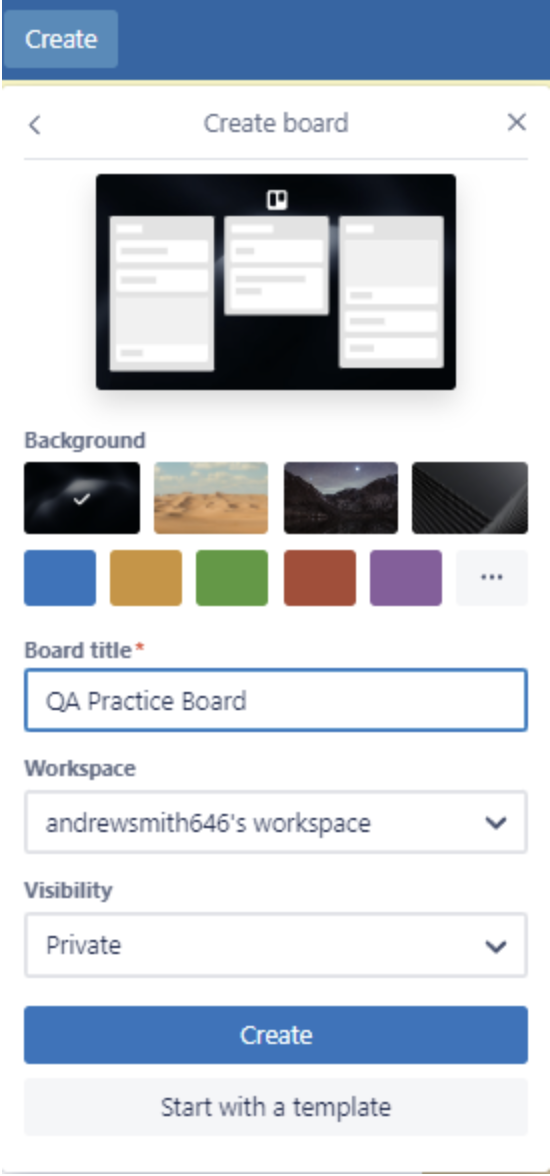 Create
Create board
Background
Board title*
QA Practice Board
Workspace
andrewsmith646's workspace
Visibility
Private
Create
Start with a template